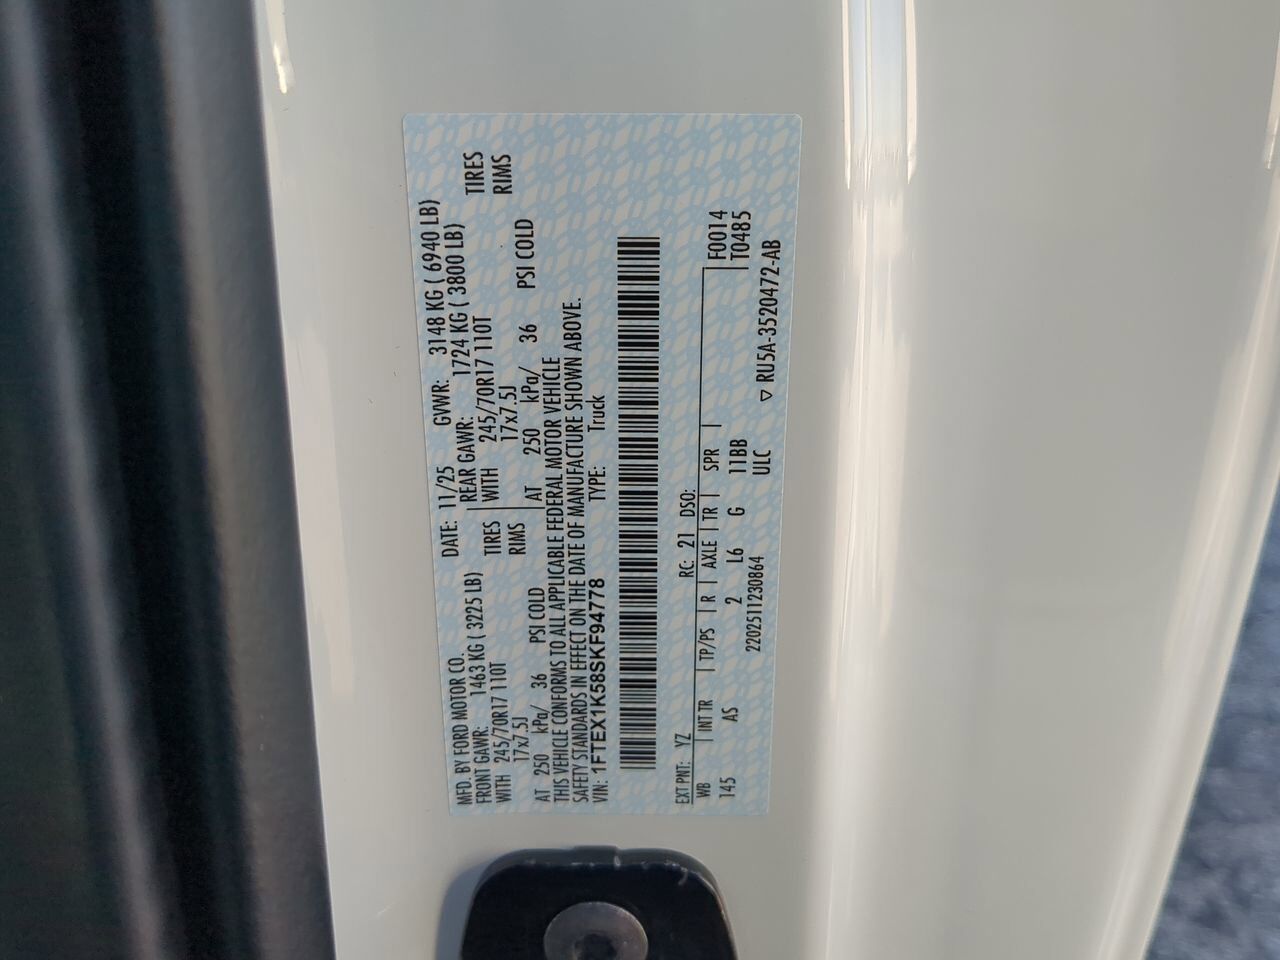 MFD. BY FORD MOTOR CO. DATE: 11/25 GVWR: 3148 KG ( 6940 LB)
FRONT GAWR: 1463 KG ( 3225 LB) REAR GAWR: 1724 KG ( 3800 LB)
WITH 245/70R17 110T TIRES WITH 245/70R17 110T TIRES
17x7.5J RIMS 17x7.5J RIMS
AT 250 kPa/ 36 PSI COLD AT 250 kPa/ 36 PSI COLD
THIS VEHICLE CONFORMS TO ALL APPLICABLE FEDERAL MOTOR VEHICLE
SAFETY STANDARDS IN EFFECT ON THE DATE OF MANUFACTURE SHOWN ABOVE.
VIN: 1FTEX1K58SKF94778 TYPE: Truck
EXT PNT: YZ RC: 21 DSO:
WB INT TR TP/PS R AXLE TR SPR F0014
145 AS 2 L6 G 11BB T0485
2202511230864 ULC ▽ RU5A-3520472-AB